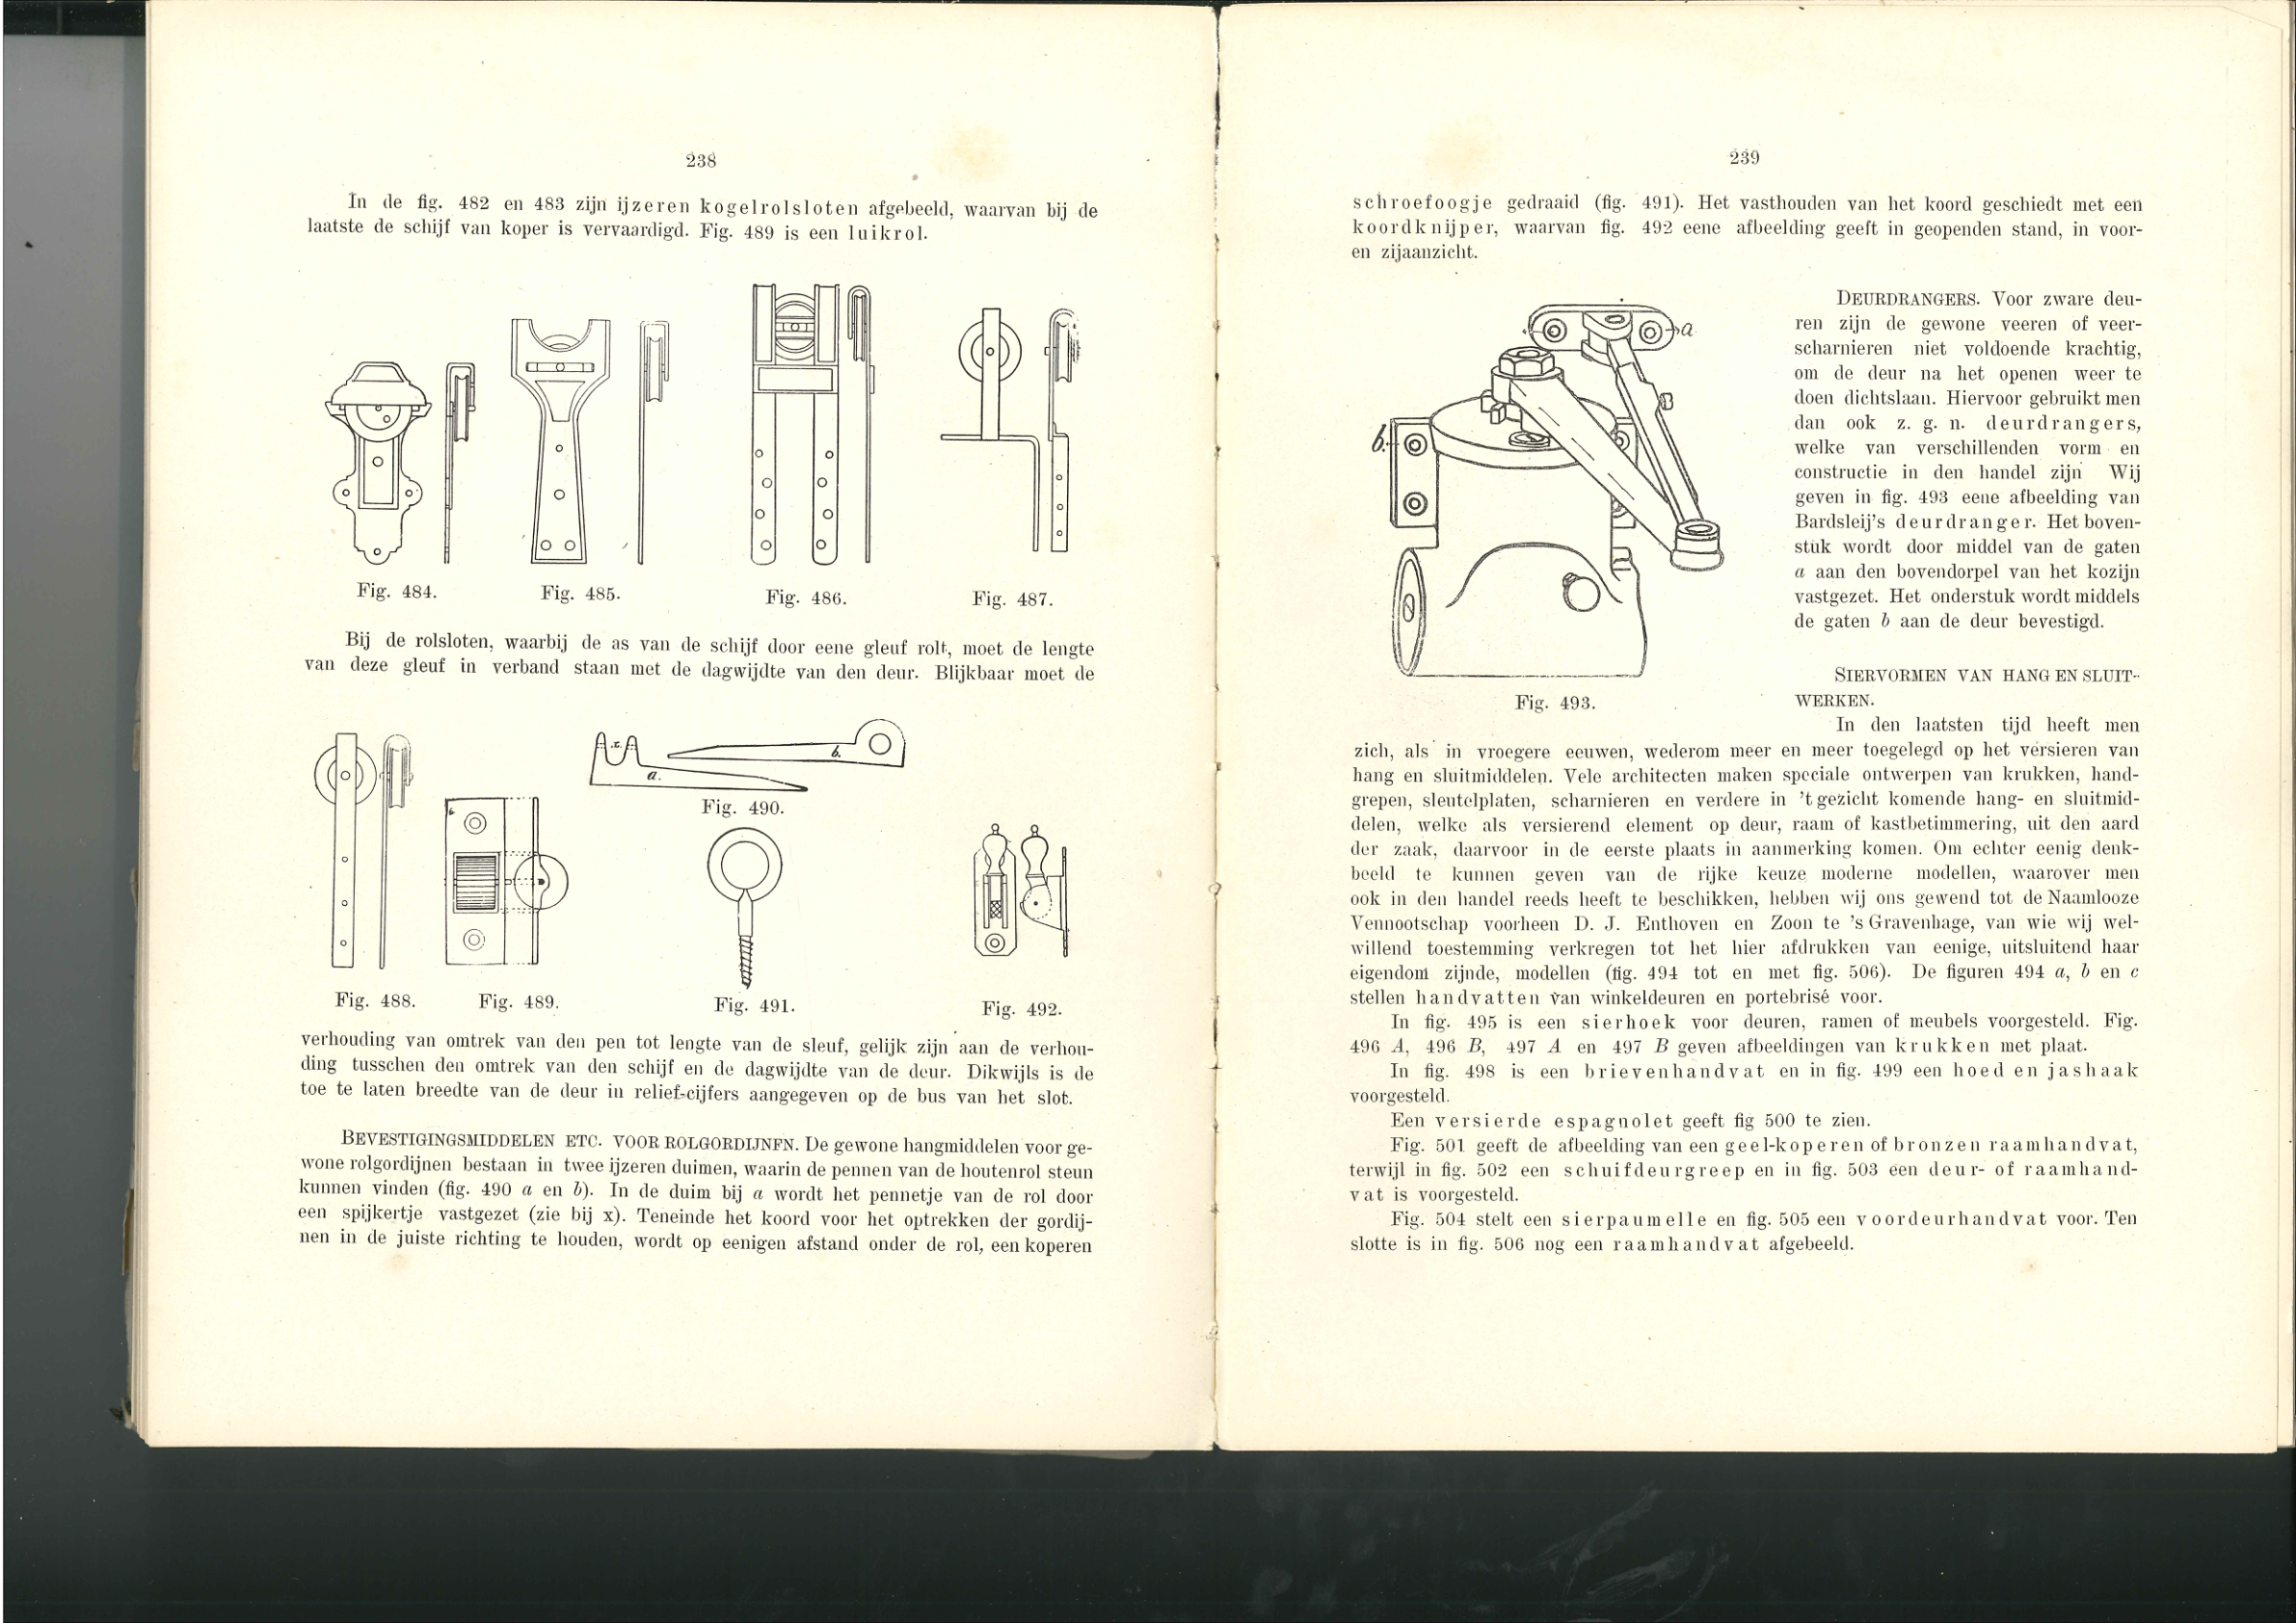 238
In de fig. 482 en 483 zijn ijzeren kogelrolsloten afgebeeld, waarvan bij de
laatste de schijf van koper is vervaardigd. Fig. 489 is een luikrol.
Fig. 484.
Fig. 485.
Fig. 486.
Fig. 487.
Bij de rolsloten, waarbij de as van de schijf door eene gleuf rolt, moet de lengte
van deze gleuf in verband staan met de dagwijdte van den deur. Blijkbaar moet de
x.
a.
b.
Fig. 490.
Fig. 488.
Fig. 489.
Fig. 491.
Fig. 492.
verhouding van omtrek van den pen tot lengte van de sleuf, gelijk zijn aan de verhou-
ding tusschen den omtrek van den schijf en de dagwijdte van de deur. Dikwijls is de
toe te laten breedte van de deur in relief-cijfers aangegeven op de bus van het slot.
BEVESTIGINGSMIDDELEN ETC. VOOR ROLGORDIJNFN. De gewone hangmiddelen voor ge-
wone rolgordijnen bestaan in twee ijzeren duimen, waarin de pennen van de houtenrol steun
kunnen vinden (fig. 490 a en b). In de duim bij a wordt het pennetje van de rol door
een spijkertje vastgezet (zie bij x). Teneinde het koord voor het optrekken der gordij-
nen in de juiste richting te houden, wordt op eenigen afstand onder de rol, een koperen
239
schroefoogje gedraaid (fig. 491). Het vasthouden van het koord geschiedt met een
koordknijper, waarvan fig. 492 eene afbeelding geeft in geopenden stand, in voor-
en zijaanzicht.
a
b.
Fig. 493.
DEURDRANGERS. Voor zware deu-
ren zijn de gewone veeren of veer-
scharnieren niet voldoende krachtig,
om de deur na het openen weer te
doen dichtslaan. Hiervoor gebruikt men
dan ook z. g. n. deurdrangers,
welke van verschillenden vorm en
constructie in den handel zijn Wij
geven in fig. 493 eene afbeelding van
Bardsleij's deurdranger. Het boven-
stuk wordt door middel van de gaten
a aan den bovendorpel van het kozijn
vastgezet. Het onderstuk wordt middels
de gaten b aan de deur bevestigd.
SIERVORMEN VAN HANG EN SLUIT-
WERKEN.
In den laatsten tijd heeft men
zich, als in vroegere eeuwen, wederom meer en meer toegelegd op het versieren van
hang en sluitmiddelen. Vele architecten maken speciale ontwerpen van krukken, hand-
grepen, sleutelplaten, scharnieren en verdere in 't gezicht komende hang- en sluitmid-
delen, welke als versierend element op deur, raam of kastbetimmering, uit den aard
der zaak, daarvoor in de eerste plaats in aanmerking komen. Om echter eenig denk-
beeld te kunnen geven van de rijke keuze moderne modellen, waarover men
ook in den handel reeds heeft te beschikken, hebben wij ons gewend tot de Naamlooze
Vennootschap voorheen D. J. Enthoven en Zoon te 's Gravenhage, van wie wij wel-
willend toestemming verkregen tot het hier afdrukken van eenige, uitsluitend haar
eigendom zijnde, modellen (fig. 494 tot en met fig. 506). De figuren 494 a, b en c
stellen handvatten van winkeldeuren en portebrisé voor.
In fig. 495 is een sierhoek voor deuren, ramen of meubels voorgesteld. Fig.
496 A, 496 B, 497 A en 497 B geven afbeeldingen van krukken met plaat.
In fig. 498 is een brievenhandvat en in fig. 499 een hoed en jashaak
voorgesteld.
Een versierde espagnolet geeft fig 500 te zien.
Fig. 501 geeft de afbeelding van een geel-koperen of bronzen raamhandvat,
terwijl in fig. 502 een schuifdeurgreep en in fig. 503 een deur- of raamhand-
vat is voorgesteld.
Fig. 504 stelt een sierpaumelle en fig. 505 een voordeurhandvat voor. Ten
slotte is in fig. 506 nog een raamhandvat afgebeeld.